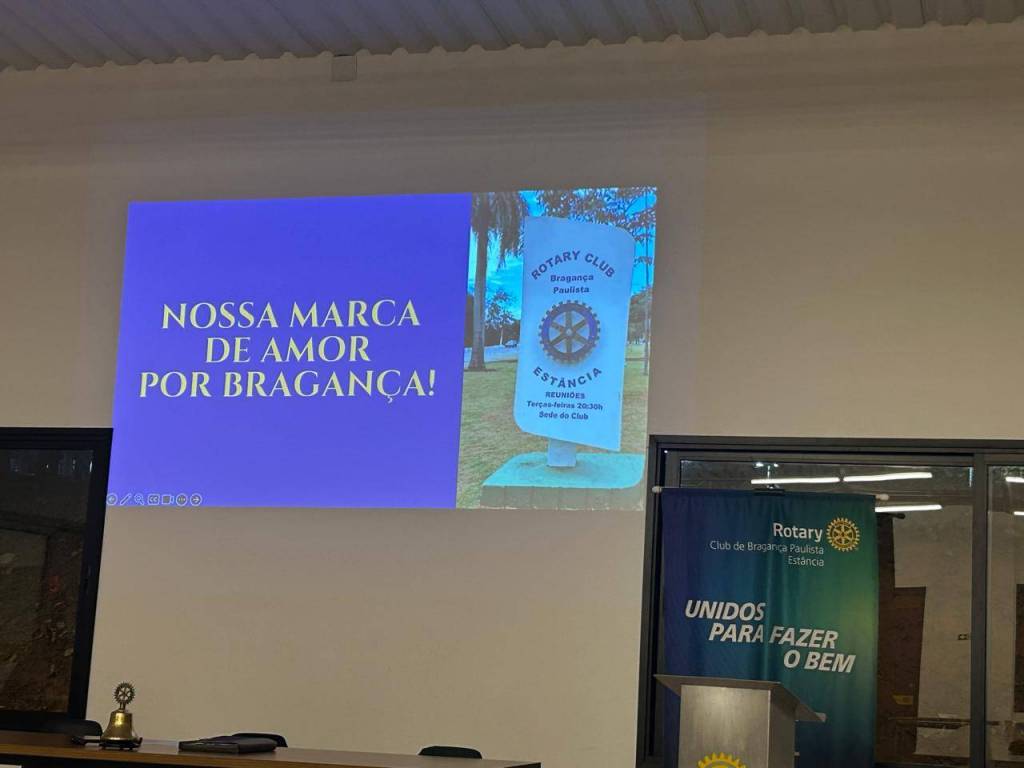 NOSSA MARCA
DE AMOR
POR BRAGANÇA!
ROTARY CLUB
Bragança
Paulista
ESTÂNCIA
REUNIÕES
Terças-feiras 20:30h
Sede do Club
Rotary
Club de Bragança Paulista
Estância
UNIDOS
PARA FAZER
O BEM